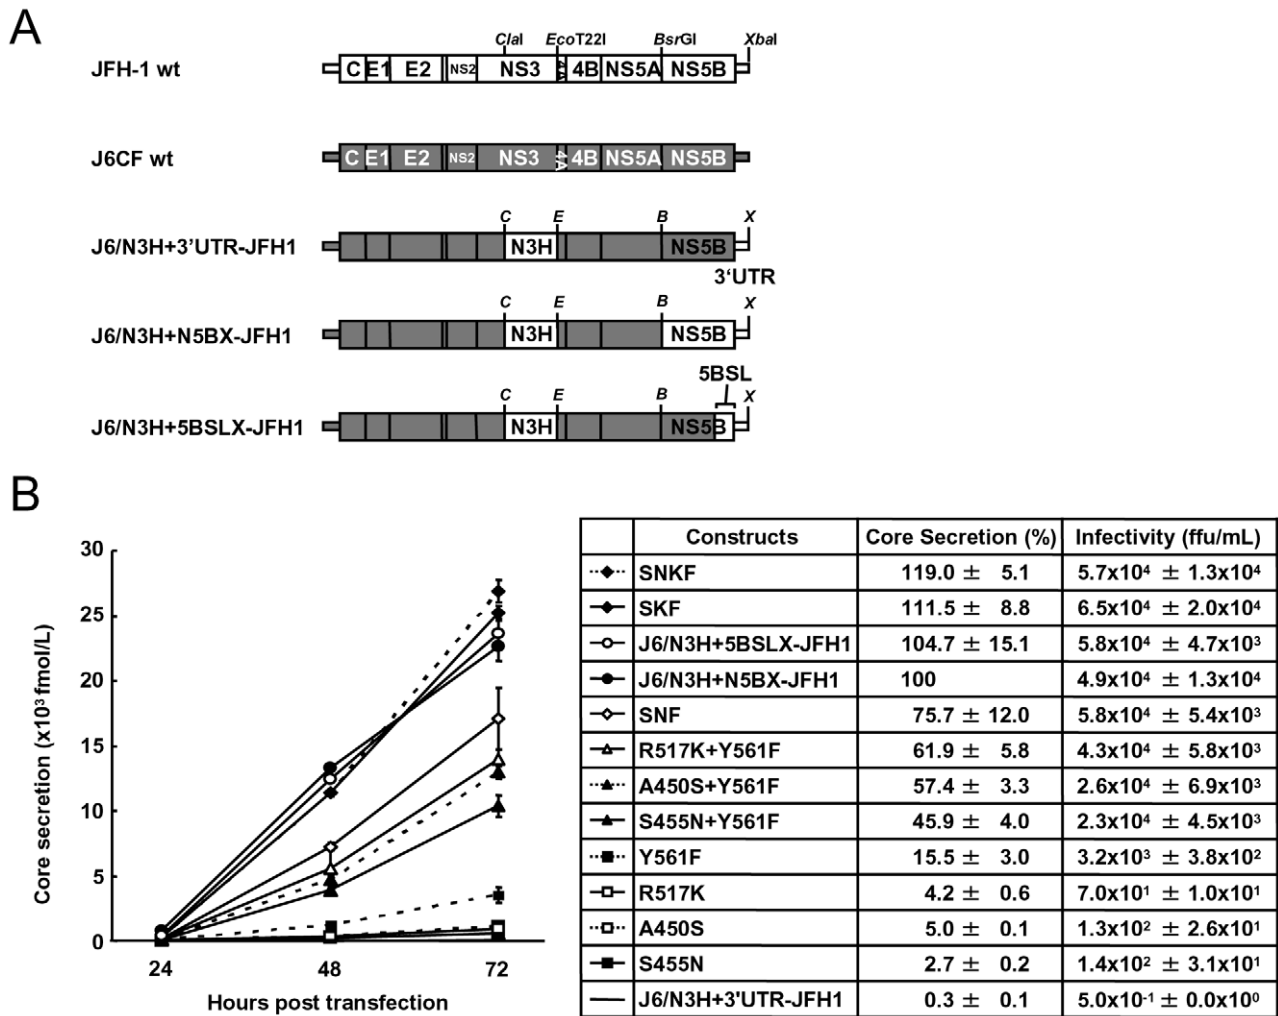 A
ClaI EcoT22I BsrGI XbaI
JFH-1 wt C E1 E2 NS2 NS3 4A 4B NS5A NS5B
J6CF wt C E1 E2 NS2 NS3 4A 4B NS5A NS5B
C E B X
J6/N3H+3'UTR-JFH1 N3H NS5B
3'UTR
C E B X
J6/N3H+N5BX-JFH1 N3H NS5B
5BSL
C E B X
J6/N3H+5BSLX-JFH1 N3H NS5B
B
Core secretion (x10³ fmol/L)
30
25
20
15
10
5
0
24 48 72
Hours post transfection
Constructs Core Secretion (%) Infectivity (ffu/mL)
SNKF 119.0 ± 5.1 5.7x10⁴ ± 1.3x10⁴
SKF 111.5 ± 8.8 6.5x10⁴ ± 2.0x10⁴
J6/N3H+5BSLX-JFH1 104.7 ± 15.1 5.8x10⁴ ± 4.7x10³
J6/N3H+N5BX-JFH1 100 4.9x10⁴ ± 1.3x10⁴
SNF 75.7 ± 12.0 5.8x10⁴ ± 5.4x10³
R517K+Y561F 61.9 ± 5.8 4.3x10⁴ ± 5.8x10³
A450S+Y561F 57.4 ± 3.3 2.6x10⁴ ± 6.9x10³
S455N+Y561F 45.9 ± 4.0 2.3x10⁴ ± 4.5x10³
Y561F 15.5 ± 3.0 3.2x10³ ± 3.8x10²
R517K 4.2 ± 0.6 7.0x10¹ ± 1.0x10¹
A450S 5.0 ± 0.1 1.3x10² ± 2.6x10¹
S455N 2.7 ± 0.2 1.4x10² ± 3.1x10¹
J6/N3H+3'UTR-JFH1 0.3 ± 0.1 5.0x10⁻¹ ± 0.0x10⁰